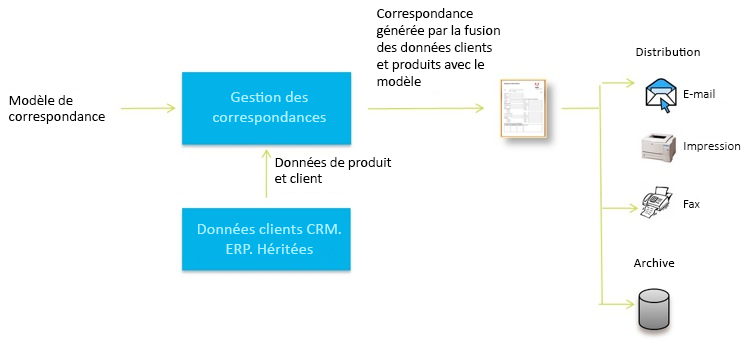 Correspondance
générée par la fusion
des données clients
et produits avec le
modèle
Distribution
E-mail
Gestion des
correspondances
Modèle de
correspondance
Impression
Données de produit
et client
Fax
Données clients CRM.
ERP. Héritées
Archive